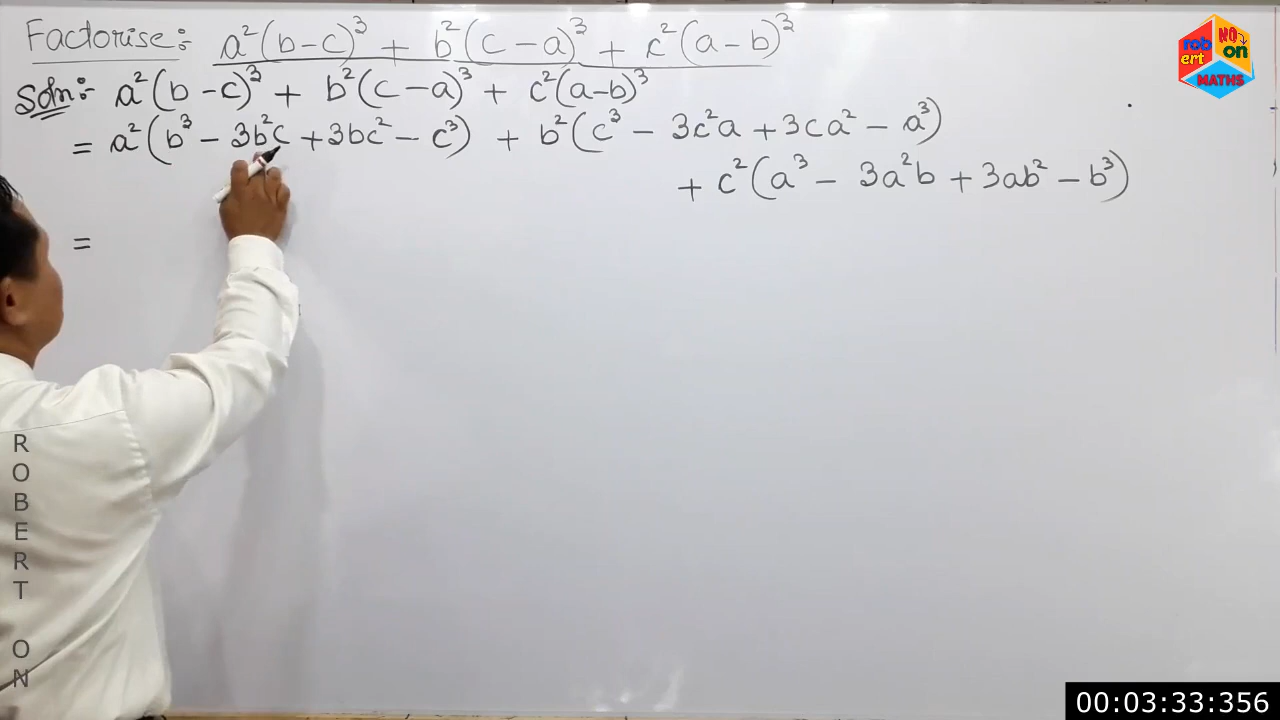 Factorise:- a²(b-c)³ + b²(c-a)³ + c²(a-b)³
Soln:- a²(b-c)³ + b²(c-a)³ + c²(a-b)³
= a²(b³ - 3b²c + 3bc² - c³) + b²(c³ - 3c²a + 3ca² - a³)
+ c²(a³ - 3a²b + 3ab² - b³)
=
rob NO
ert on
MATHS
ROBERT ON
00:03:33:356